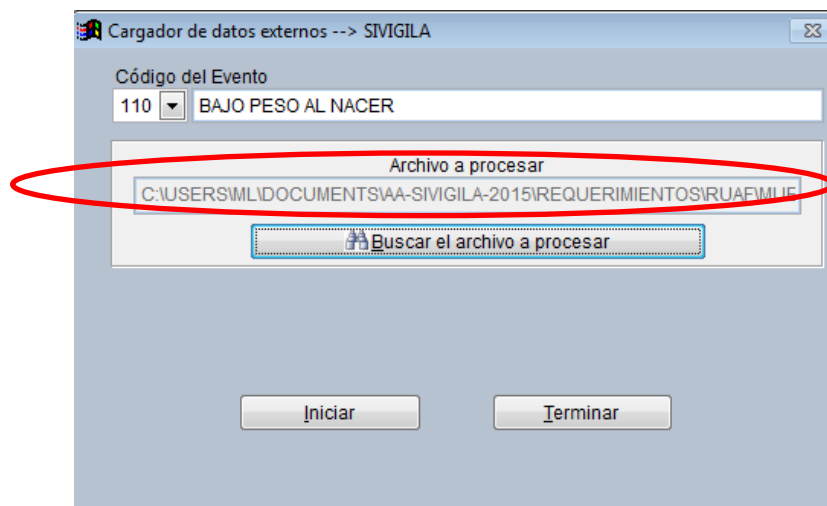 Cargador de datos externos --> SIVIGILA
Código del Evento
110 BAJO PESO AL NACER
Archivo a procesar
C:\USERS\ML\DOCUMENTS\AA-SIVIGILA-2015\REQUERIMIENTOS\RUAF\
Buscar el archivo a procesar
Iniciar Terminar